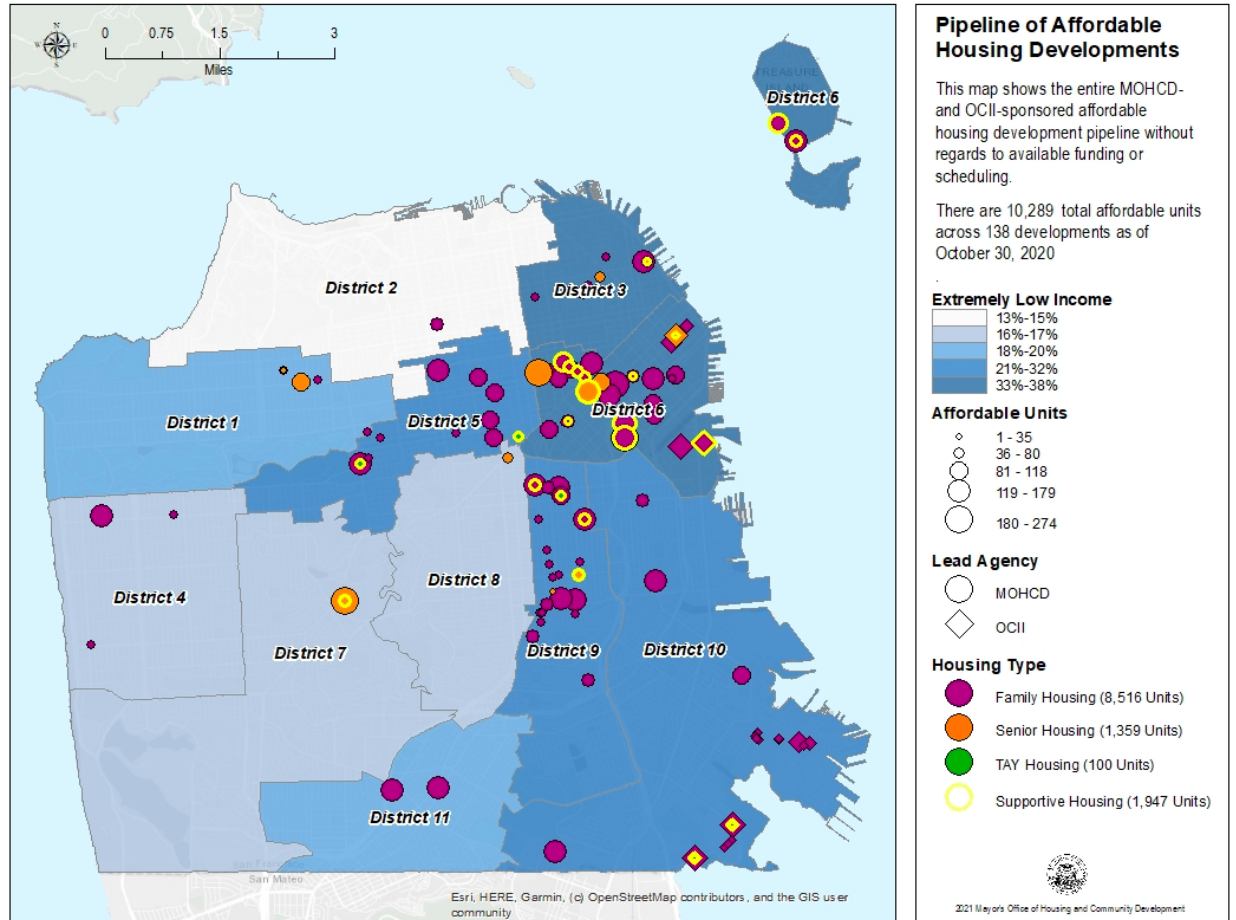 N
W E
S
0 0.75 1.5 3
Miles
TREASURE
District 6
District 2
District 3
District 1
District 5
District 6
District 4
District 8
District 7
District 9
District 10
District 11
San Francisco
San Mateo
Esri, HERE, Garmin, (c) OpenStreetMap contributors, and the GIS user
community
Pipeline of Affordable
Housing Developments
This map shows the entire MOHCD-
and OCII-sponsored affordable
housing development pipeline without
regards to available funding or
scheduling.
There are 10,289 total affordable units
across 138 developments as of
October 30, 2020
.
Extremely Low Income
13%-15%
16%-17%
18%-20%
21%-32%
33%-38%
Affordable Units
1 - 35
36 - 80
81 - 118
119 - 179
180 - 274
Lead Agency
MOHCD
OCII
Housing Type
Family Housing (8,516 Units)
Senior Housing (1,359 Units)
TAY Housing (100 Units)
Supportive Housing (1,947 Units)
2021 Mayor's Office of Housing and Community Development